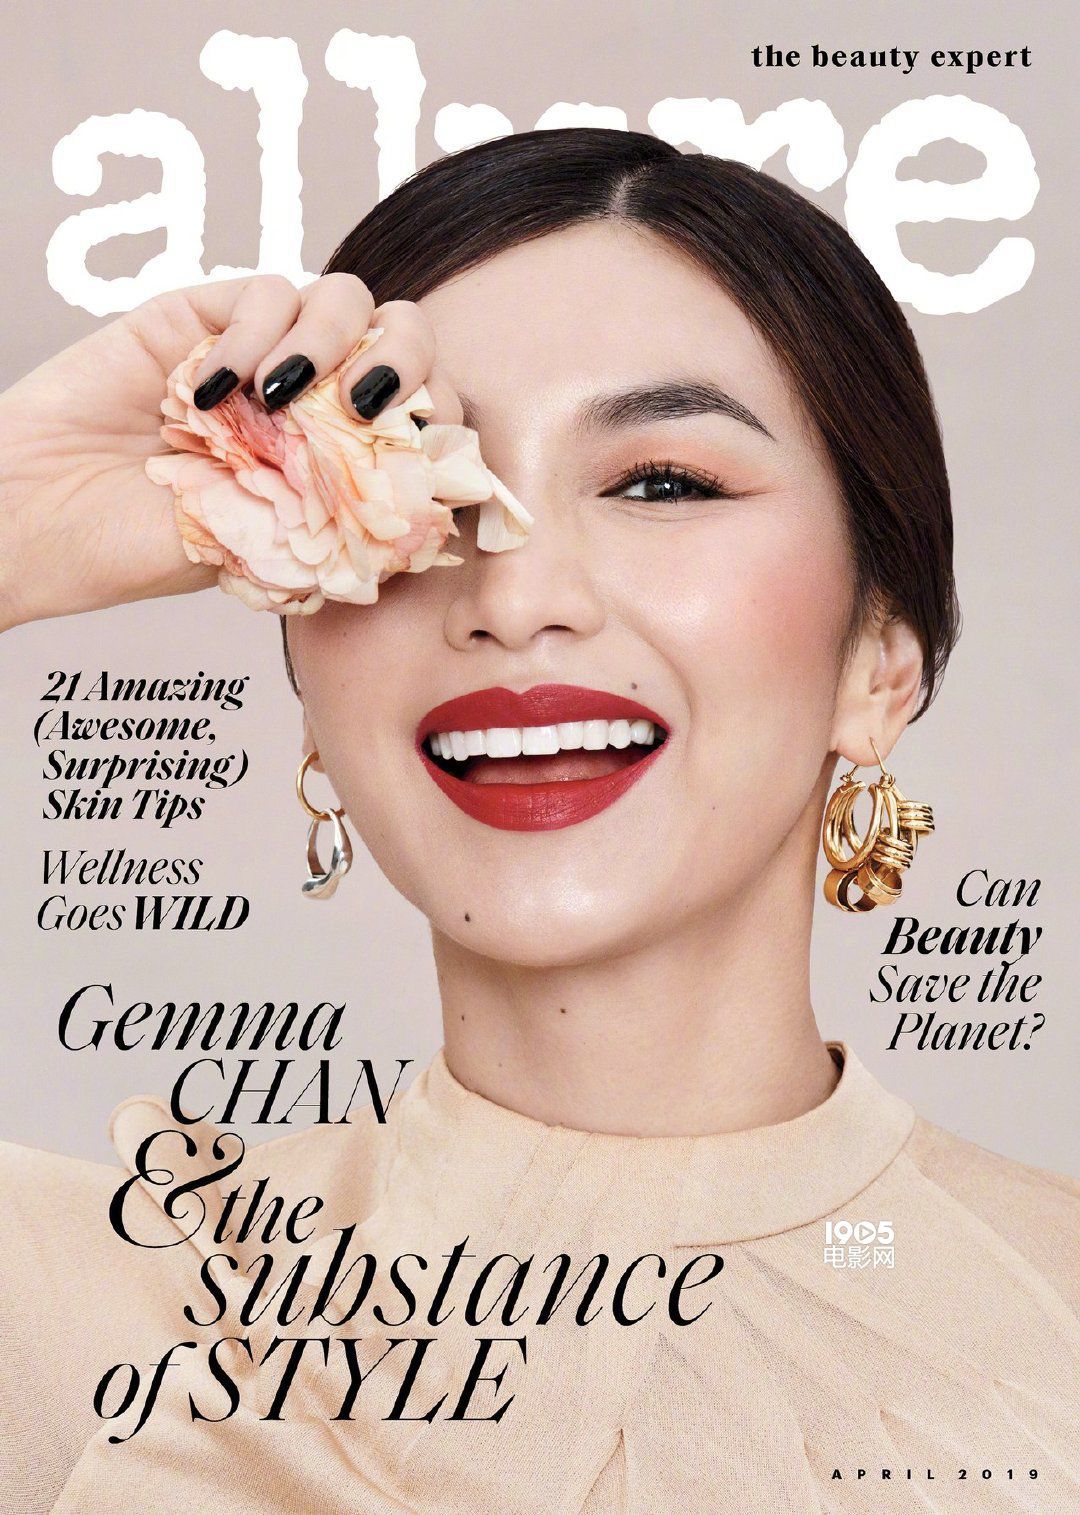 the beauty expert
allure
21 Amazing
(Awesome,
Surprising)
Skin Tips
Wellness
Goes WILD
Can
Beauty
Save the
Planet?
Gemma
CHAN
& the
substance
of STYLE
1905
电影网
APRIL 2019